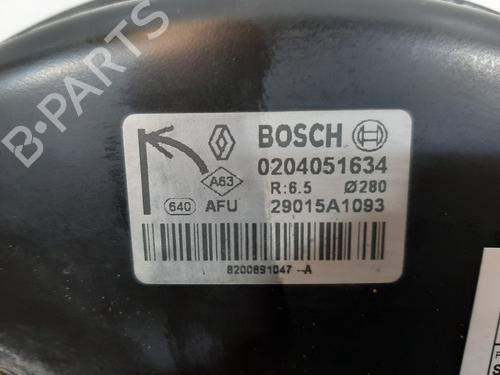 BOSCH
0204051634
A63
R:6.5 Ø280
640 AFU 29015A1093
8200891047 --A
B-Parts